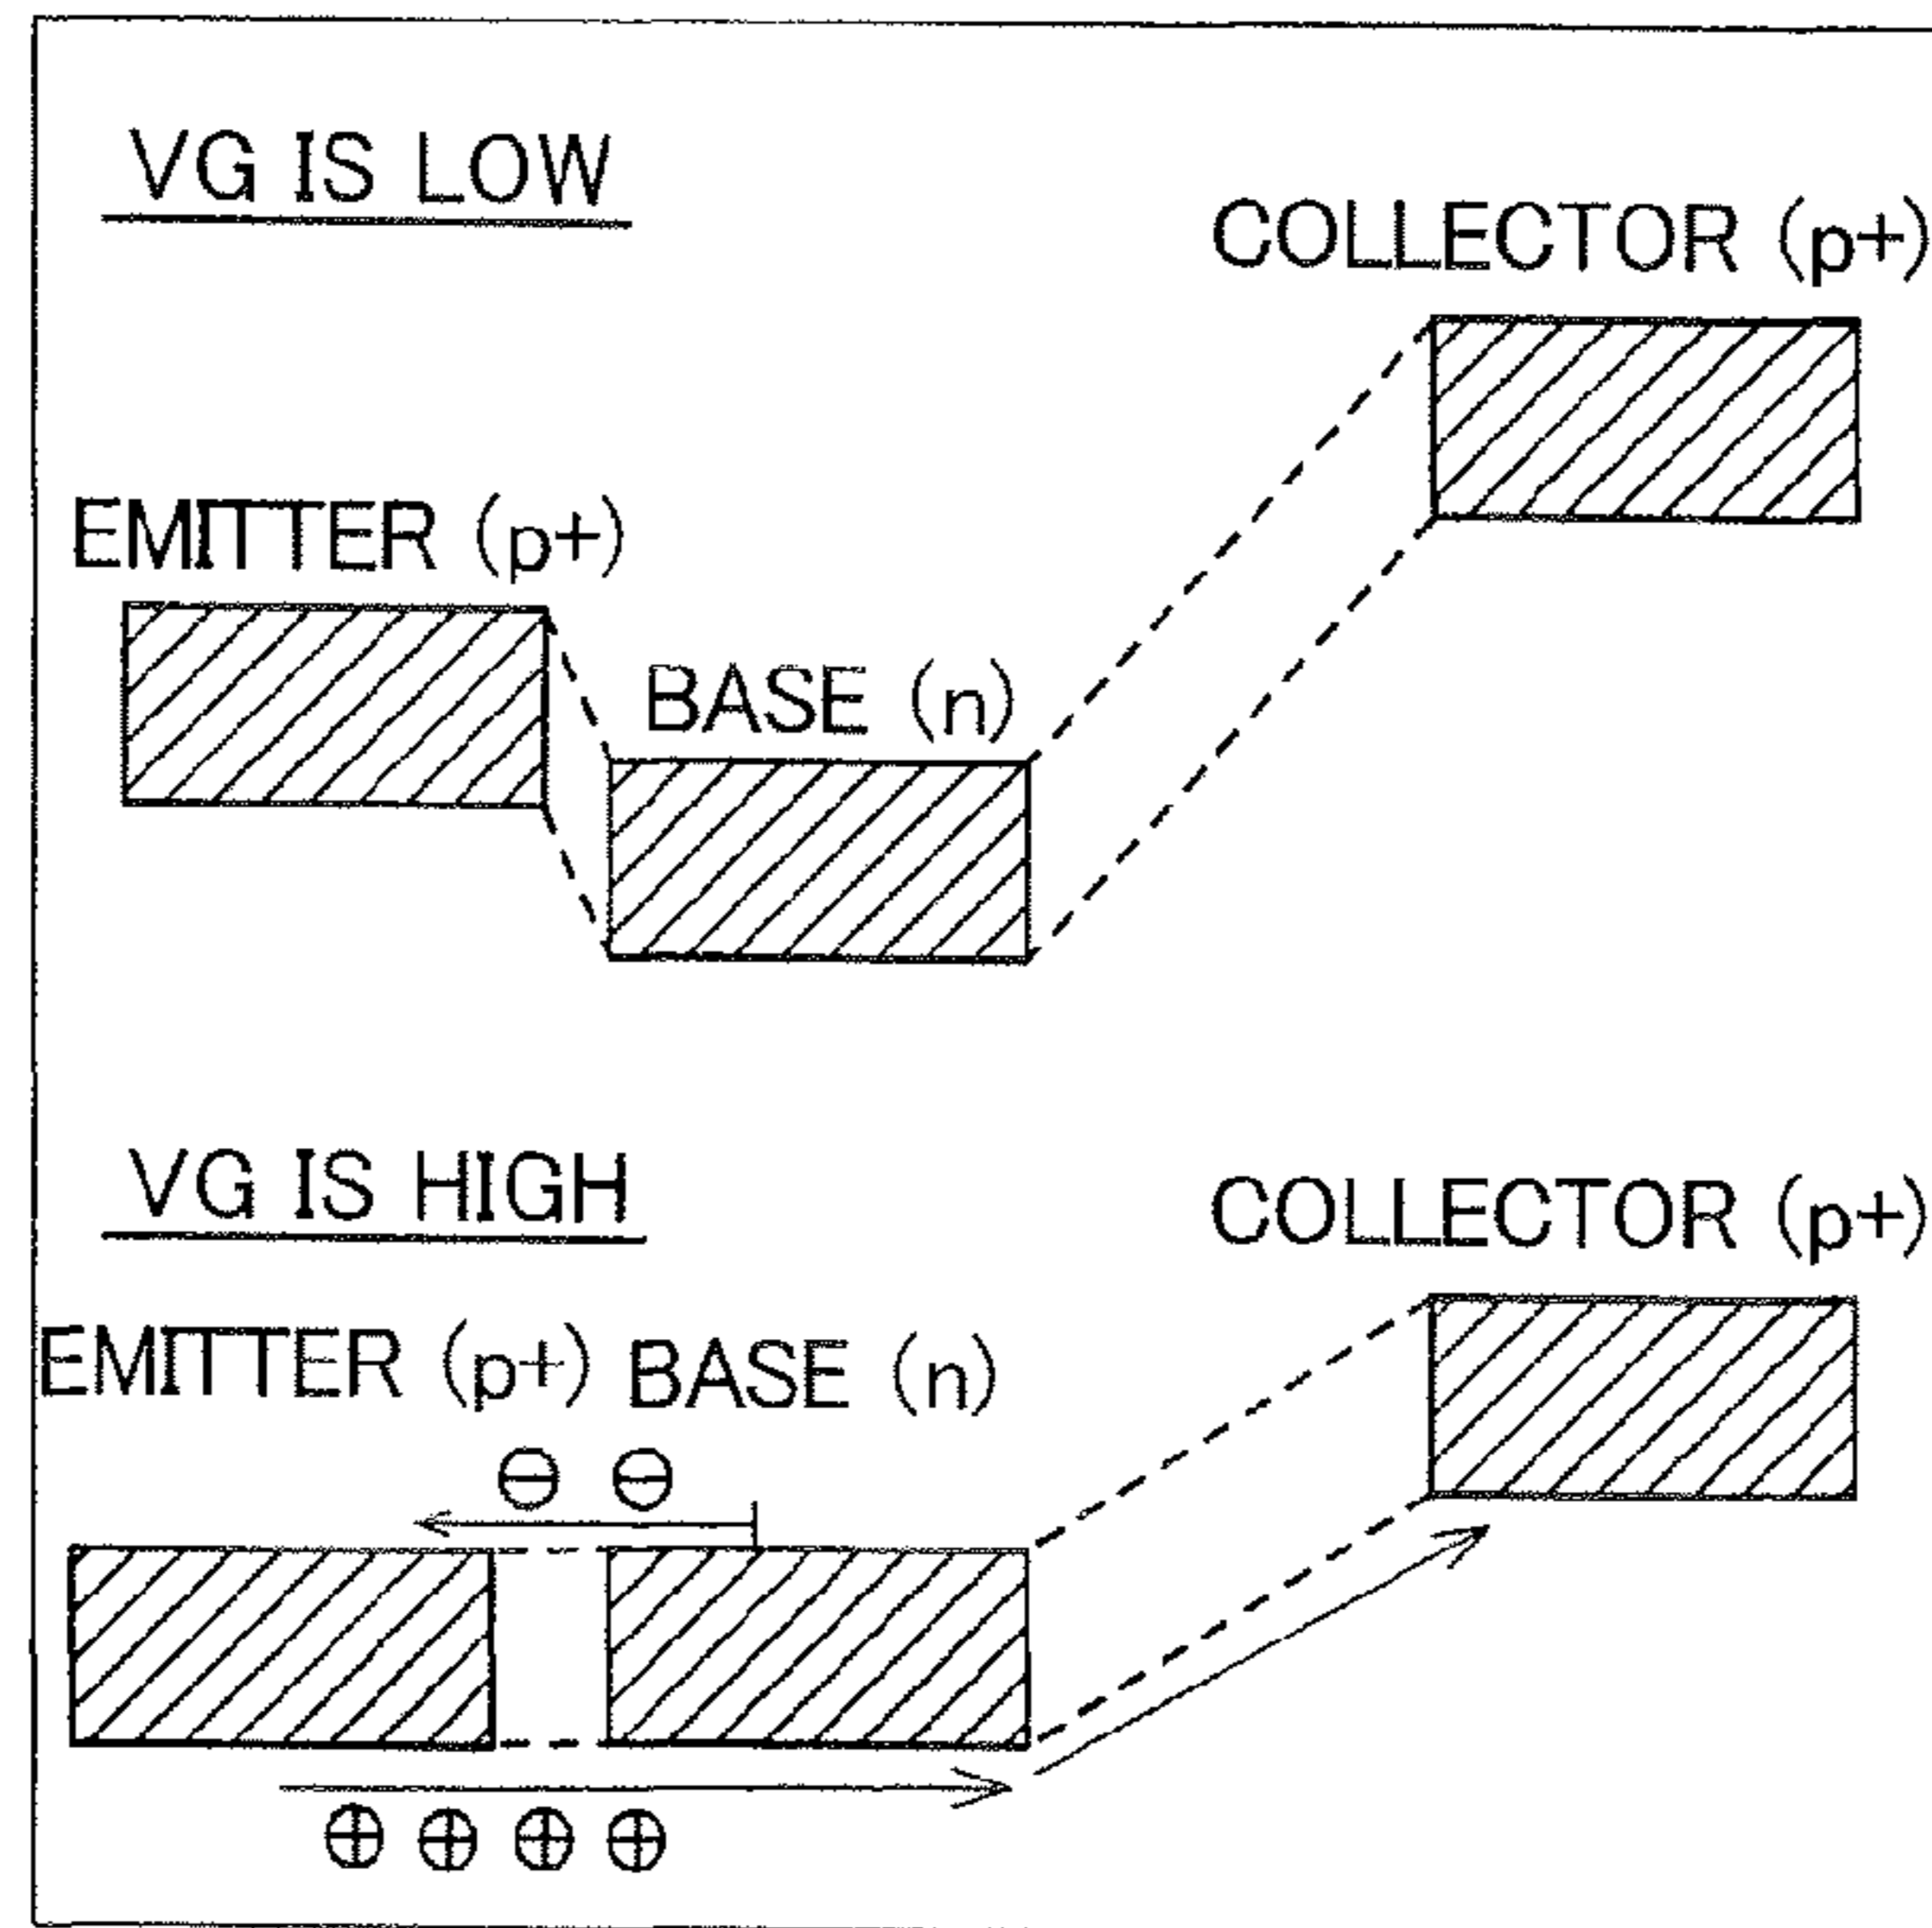 VG IS LOW
COLLECTOR (p+)
EMITTER (p+)
BASE (n)
VG IS HIGH
COLLECTOR (p+)
EMITTER (p+) BASE (n)
⊖ ⊖
⊕ ⊕ ⊕ ⊕